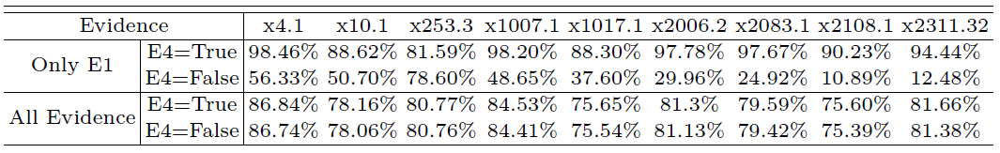 Evidence x4.1 x10.1 x253.3 x1007.1 x1017.1 x2006.2 x2083.1 x2108.1 x2311.32
Only E1 E4=True 98.46% 88.62% 81.59% 98.20% 88.30% 97.78% 97.67% 90.23% 94.44%
E4=False 56.33% 50.70% 78.60% 48.65% 37.60% 29.96% 24.92% 10.89% 12.48%
All Evidence E4=True 86.84% 78.16% 80.77% 84.53% 75.65% 81.3% 79.59% 75.60% 81.66%
E4=False 86.74% 78.06% 80.76% 84.41% 75.54% 81.13% 79.42% 75.39% 81.38%